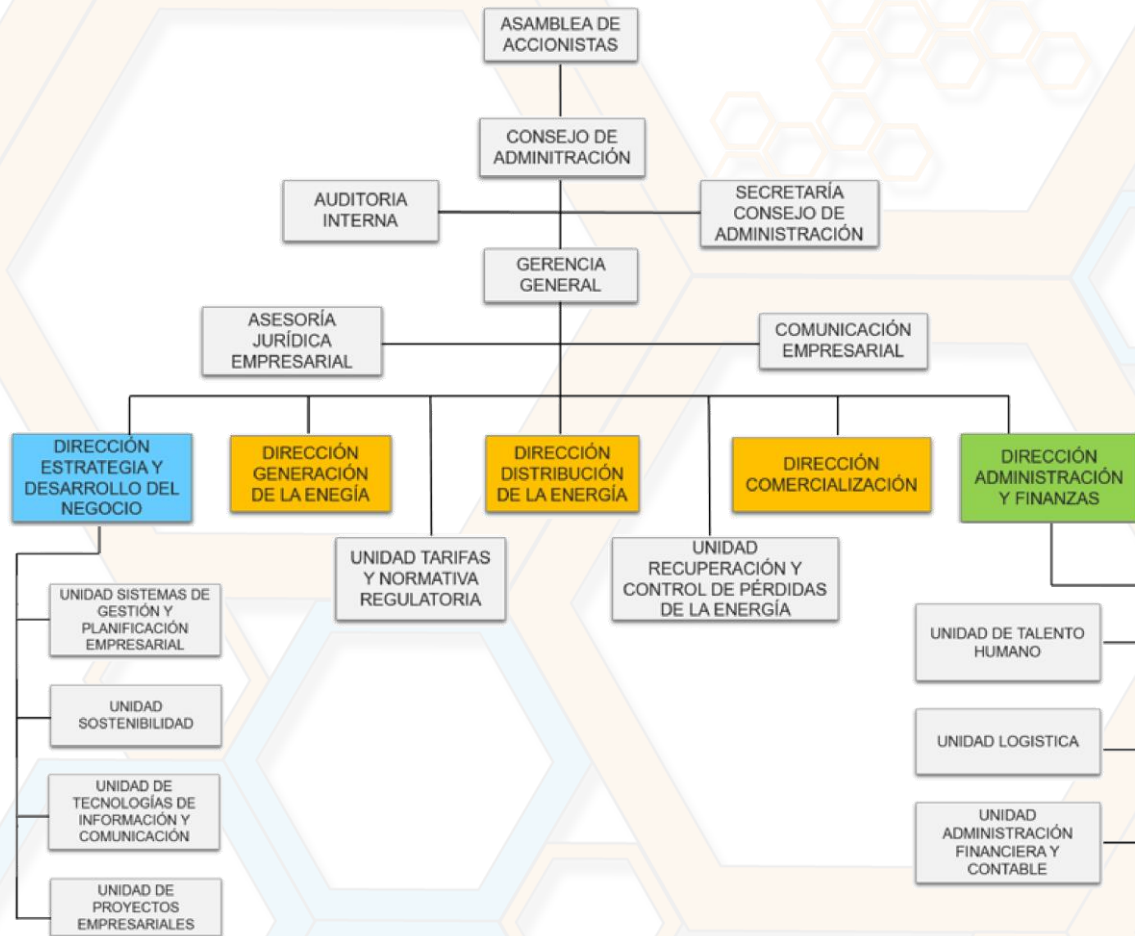 ASAMBLEA DE
ACCIONISTAS
CONSEJO DE
ADMINITRACIÓN
AUDITORIA
INTERNA
SECRETARÍA
CONSEJO DE
ADMINISTRACIÓN
GERENCIA
GENERAL
ASESORÍA
JURÍDICA
EMPRESARIAL
COMUNICACIÓN
EMPRESARIAL
DIRECCIÓN
ESTRATEGIA Y
DESARROLLO DEL
NEGOCIO
DIRECCIÓN
GENERACIÓN
DE LA ENEGÍA
DIRECCIÓN
DISTRIBUCIÓN
DE LA ENERGÍA
DIRECCIÓN
COMERCIALIZACIÓN
DIRECCIÓN
ADMINISTRACIÓN
Y FINANZAS
UNIDAD TARIFAS
Y NORMATIVA
REGULATORIA
UNIDAD
RECUPERACIÓN Y
CONTROL DE PÉRDIDAS
DE LA ENERGÍA
UNIDAD SISTEMAS DE
GESTIÓN Y
PLANIFICACIÓN
EMPRESARIAL
UNIDAD
SOSTENIBILIDAD
UNIDAD DE
TECNOLOGÍAS DE
INFORMACIÓN Y
COMUNICACIÓN
UNIDAD DE
PROYECTOS
EMPRESARIALES
UNIDAD DE TALENTO
HUMANO
UNIDAD LOGISTICA
UNIDAD
ADMINISTRACIÓN
FINANCIERA Y
CONTABLE